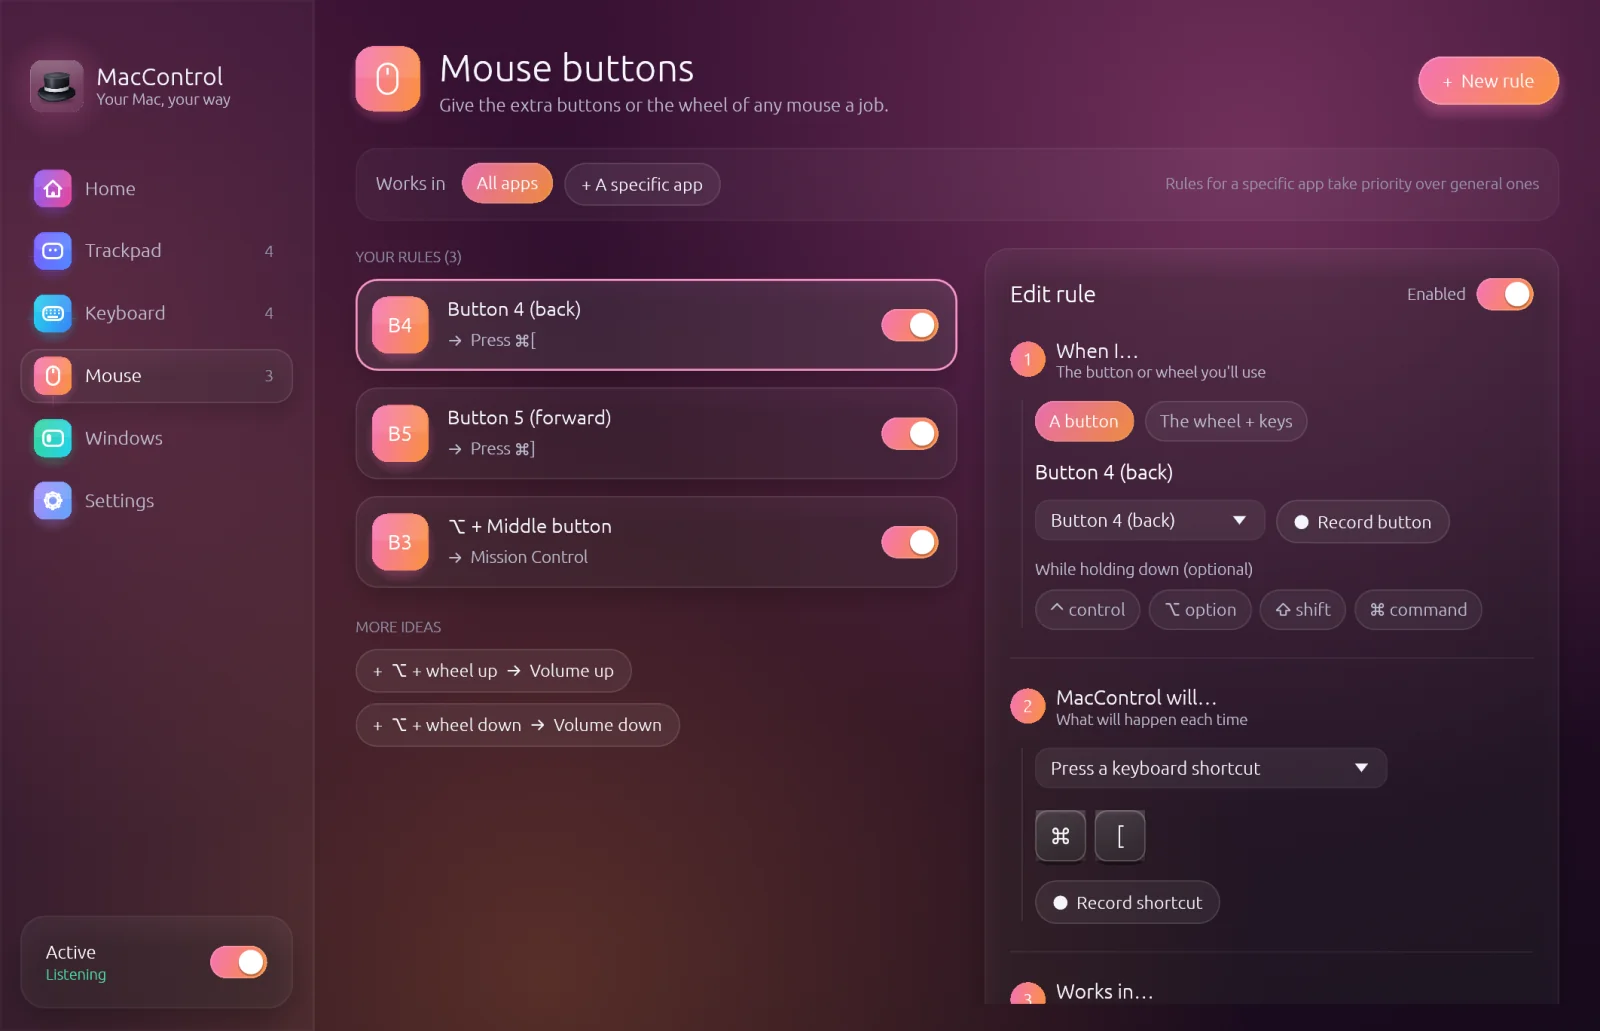 MacControl
Your Mac, your way
Home
Trackpad 4
Keyboard 4
Mouse 3
Windows
Settings
Active
Listening
Mouse buttons
Give the extra buttons or the wheel of any mouse a job.
+ New rule
Works in All apps + A specific app Rules for a specific app take priority over general ones
YOUR RULES (3)
B4 Button 4 (back)
→ Press ⌘[
B5 Button 5 (forward)
→ Press ⌘]
B3 ⌥ + Middle button
→ Mission Control
MORE IDEAS
+ ⌥ + wheel up → Volume up
+ ⌥ + wheel down → Volume down
Edit rule Enabled
1 When I…
The button or wheel you'll use
A button The wheel + keys
Button 4 (back)
Button 4 (back) Record button
While holding down (optional)
⌃ control ⌥ option ⇧ shift ⌘ command
2 MacControl will…
What will happen each time
Press a keyboard shortcut
⌘ [
Record shortcut
3 Works in…